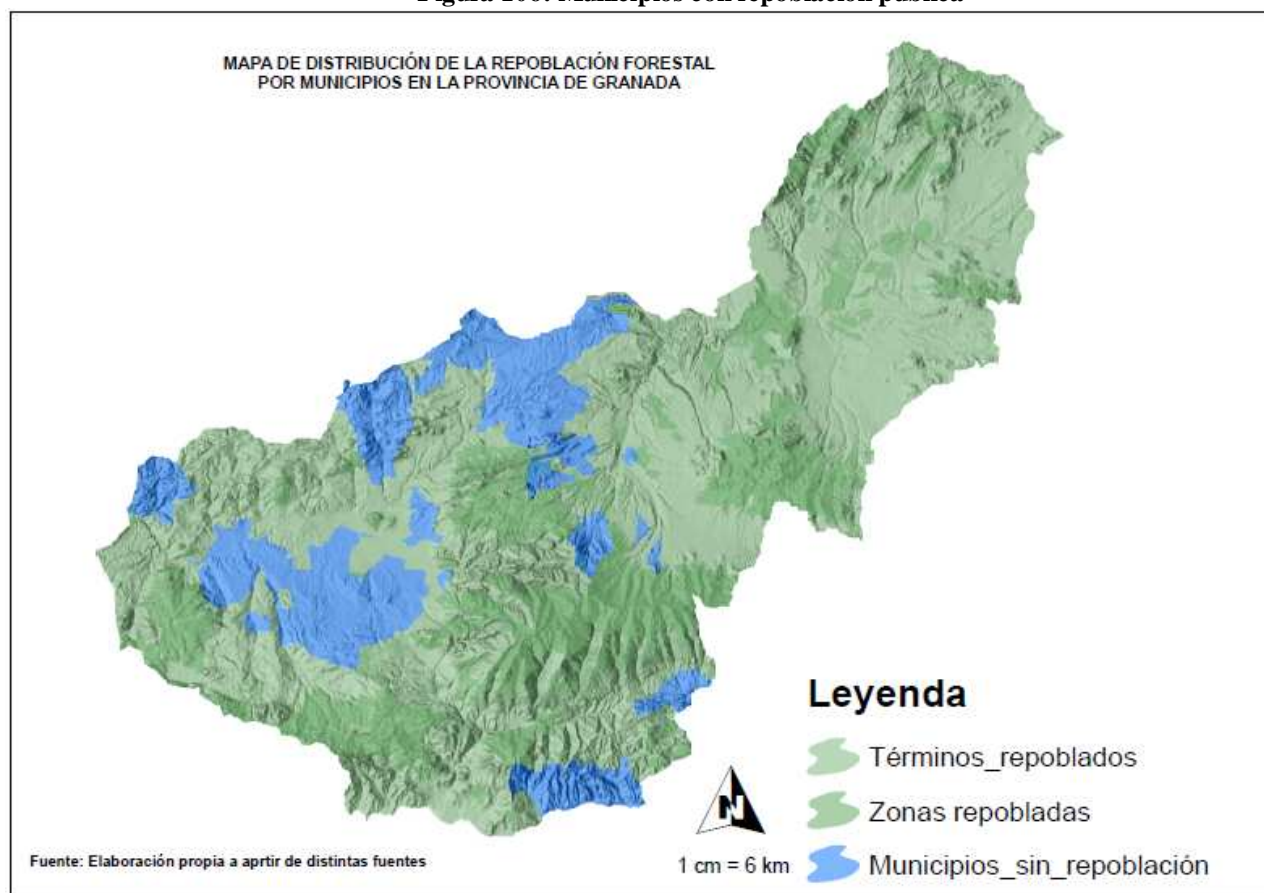 MAPA DE DISTRIBUCIÓN DE LA REPOBLACIÓN FORESTAL
POR MUNICIPIOS EN LA PROVINCIA DE GRANADA
Leyenda
Términos_repoblados
Zonas repobladas
Municipios_sin_repoblación
N
1 cm = 6 km
Fuente: Elaboración propia a aprtir de distintas fuentes